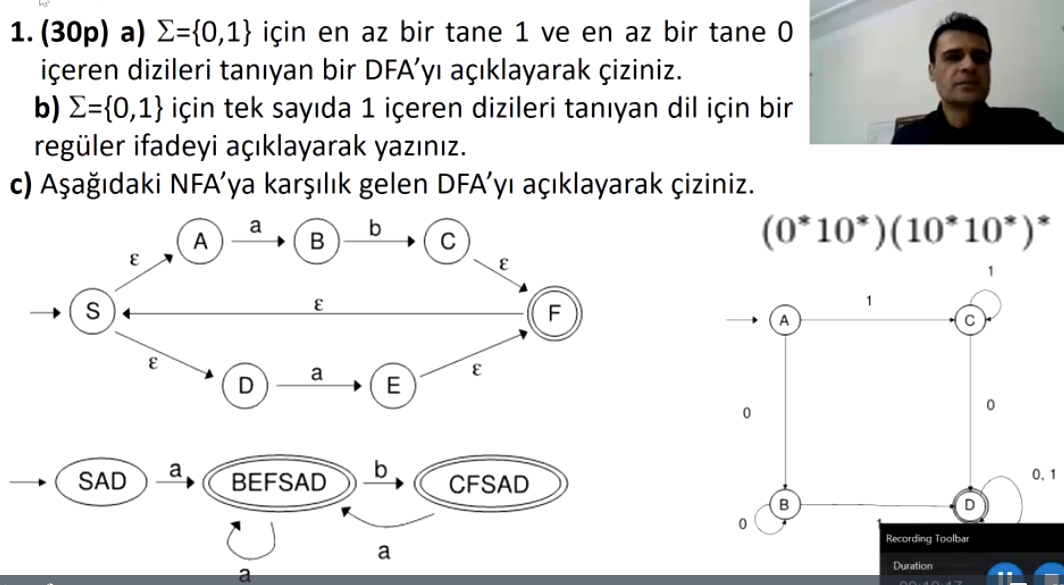 1. (30p) a) Σ={0,1} için en az bir tane 1 ve en az bir tane 0
içeren dizileri tanıyan bir DFA'yı açıklayarak çiziniz.
b) Σ={0,1} için tek sayıda 1 içeren dizileri tanıyan dil için bir
regüler ifadeyi açıklayarak yazınız.
c) Aşağıdaki NFA'ya karşılık gelen DFA'yı açıklayarak çiziniz.
(0*10*)(10*10*)*
A a B b C
ε ε
S ε F
ε ε
D a E
SAD a BEFSAD b CFSAD
a
a
1
A 1 C
0 0
0, 1
B D
0
Recording Toolbar
Duration